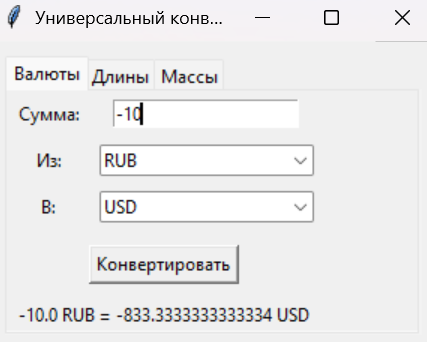 Универсальный конв...
Валюты Длины Массы
Сумма: -10
Из: RUB
В: USD
Конвертировать
-10.0 RUB = -833.3333333333334 USD